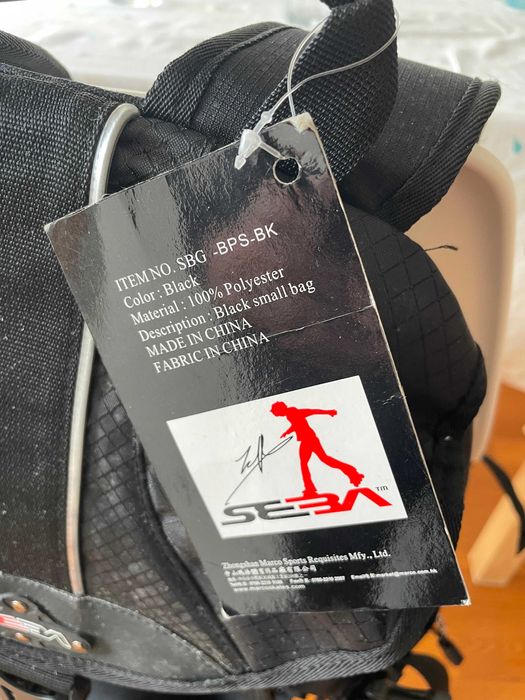 ITEM NO. SBG -BPS-BK
Color : Black
Material : 100% Polyester
Description : Black small bag
MADE IN CHINA
FABRIC IN CHINA
SEBA TM
Zhongshan Marco Sports Requisites Mfy., Ltd.
SEBA